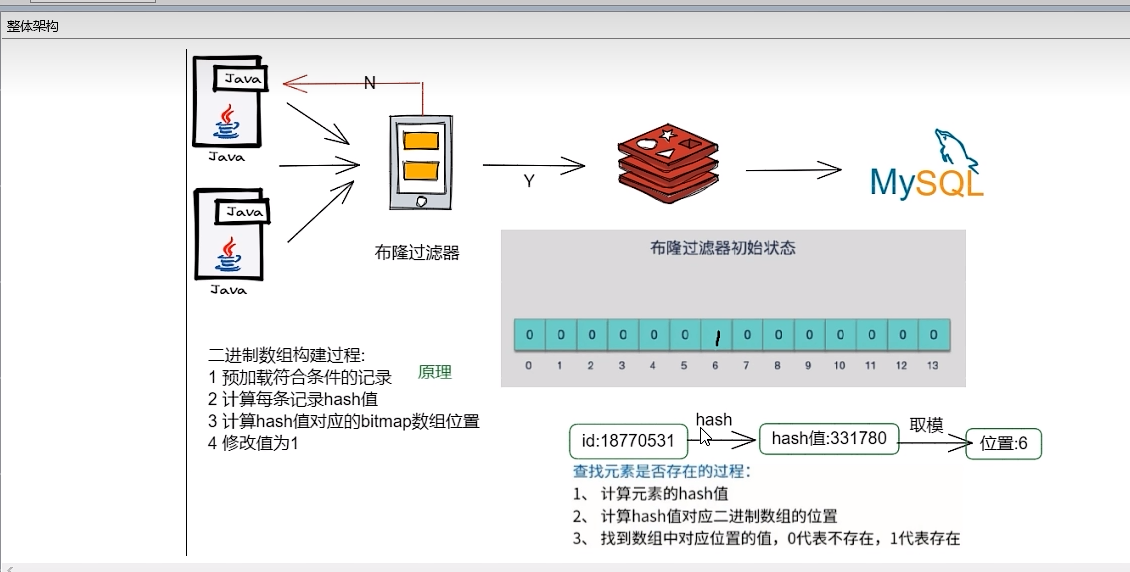 整体架构
Java
N
Java
Y
MySQL
Java
布隆过滤器
Java
布隆过滤器初始状态
0 0 0 0 0 0 1 0 0 0 0 0 0 0
0 1 2 3 4 5 6 7 8 9 10 11 12 13
二进制数组构建过程:
1 预加载符合条件的记录
原理
2 计算每条记录hash值
3 计算hash值对应的bitmap数组位置
4 修改值为1
id:18770531
hash
hash值:331780
取模
位置:6
查找元素是否存在的过程：
1、 计算元素的hash值
2、 计算hash值对应二进制数组的位置
3、 找到数组中对应位置的值，0代表不存在，1代表存在